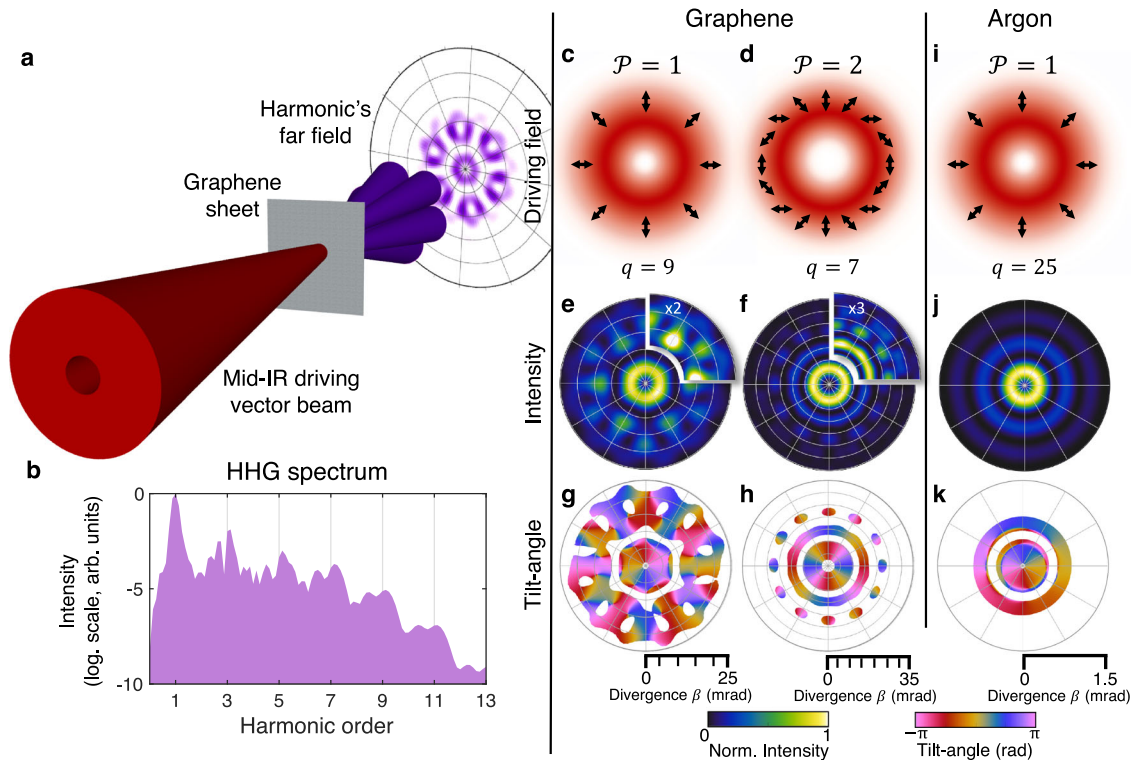 Graphene
Argon
a
Harmonic's
far field
Graphene
sheet
Mid-IR driving
vector beam
b
HHG spectrum
Intensity
(log. scale, arb. units)
0
-5
-10
1
3
5
7
9
11
13
Harmonic order
Driving field
c
𝒫 = 1
q = 9
d
𝒫 = 2
q = 7
i
𝒫 = 1
q = 25
Intensity
e
x2
f
x3
j
Tilt-angle
g
h
k
0
25
Divergence β (mrad)
0
35
Divergence β (mrad)
0
1.5
Divergence β (mrad)
0
1
Norm. Intensity
−π
π
Tilt-angle (rad)